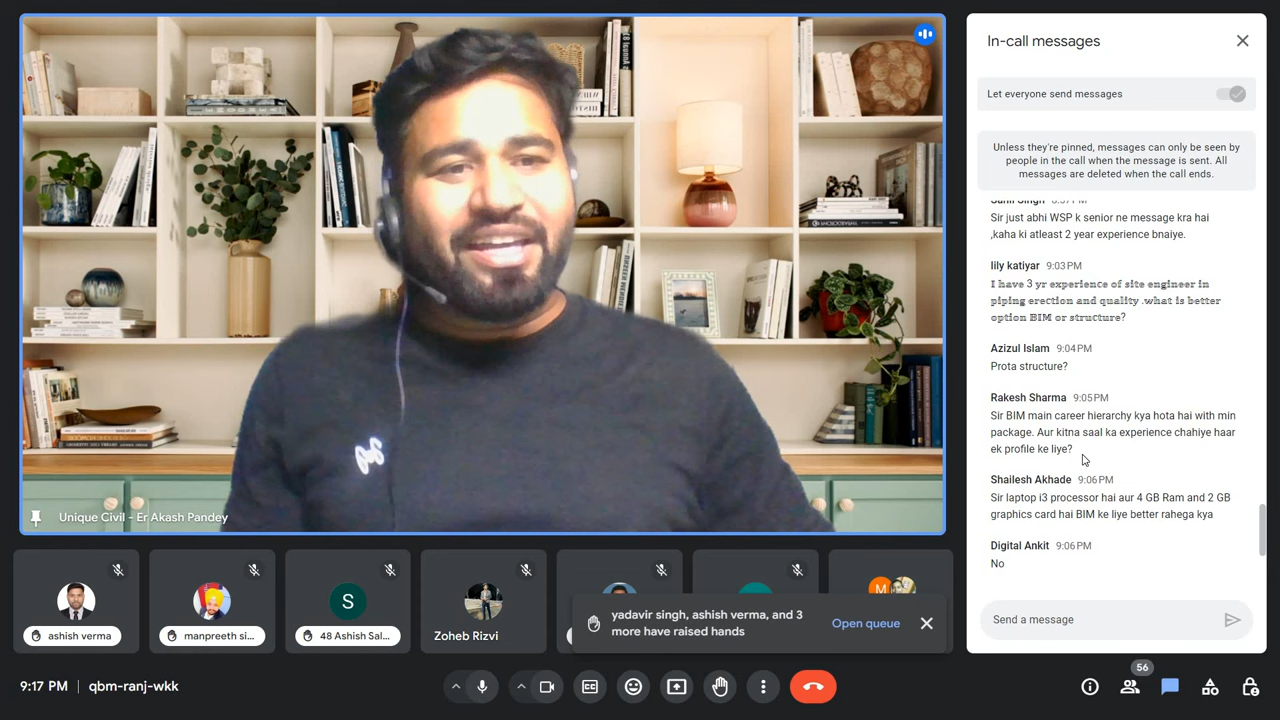 Unique Civil - Er Akash Pandey
ashish verma
manpreet si...
S
48 Ashish Sal...
Zoheb Rizvi
M
yadavir singh, ashish verma, and 3
more have raised hands
Open queue
9:17 PM | qbm-ranj-wkk
56
In-call messages
Let everyone send messages
Unless they're pinned, messages can only be seen by
people in the call when the message is sent. All
messages are deleted when the call ends.
Sir just abhi WSP k senior ne message kra hai
,kaha ki atleast 2 year experience bnaiye.
lily katiyar 9:03 PM
I have 3 yr experience of site engineer in
piping erection and quality .what is better
option BIM or structure?
Azizul Islam 9:04 PM
Prota structure?
Rakesh Sharma 9:05 PM
Sir BIM main career hierarchy kya hota hai with min
package. Aur kitna saal ka experience chahiye haar
ek profile ke liye?
Shailesh Akhade 9:06 PM
Sir laptop i3 processor hai aur 4 GB Ram and 2 GB
graphics card hai BIM ke liye better rahega kya
Digital Ankit 9:06 PM
No
Send a message